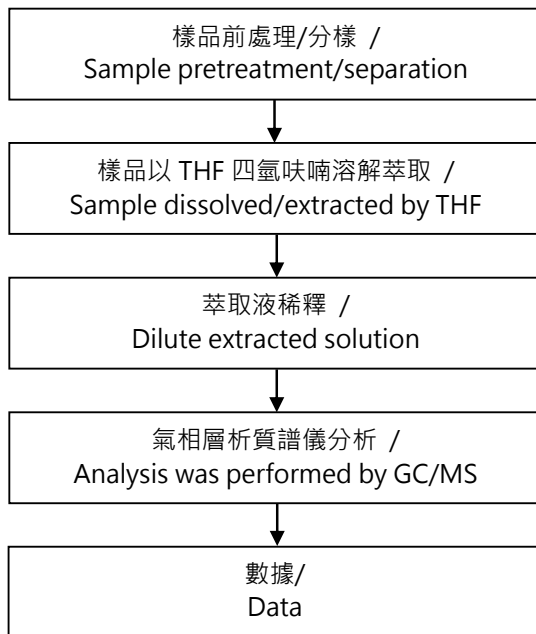 樣品前處理/分樣 /
Sample pretreatment/separation
樣品以 THF 四氫呋喃溶解萃取 /
Sample dissolved/extracted by THF
萃取液稀釋 /
Dilute extracted solution
氣相層析質譜儀分析 /
Analysis was performed by GC/MS
數據/
Data